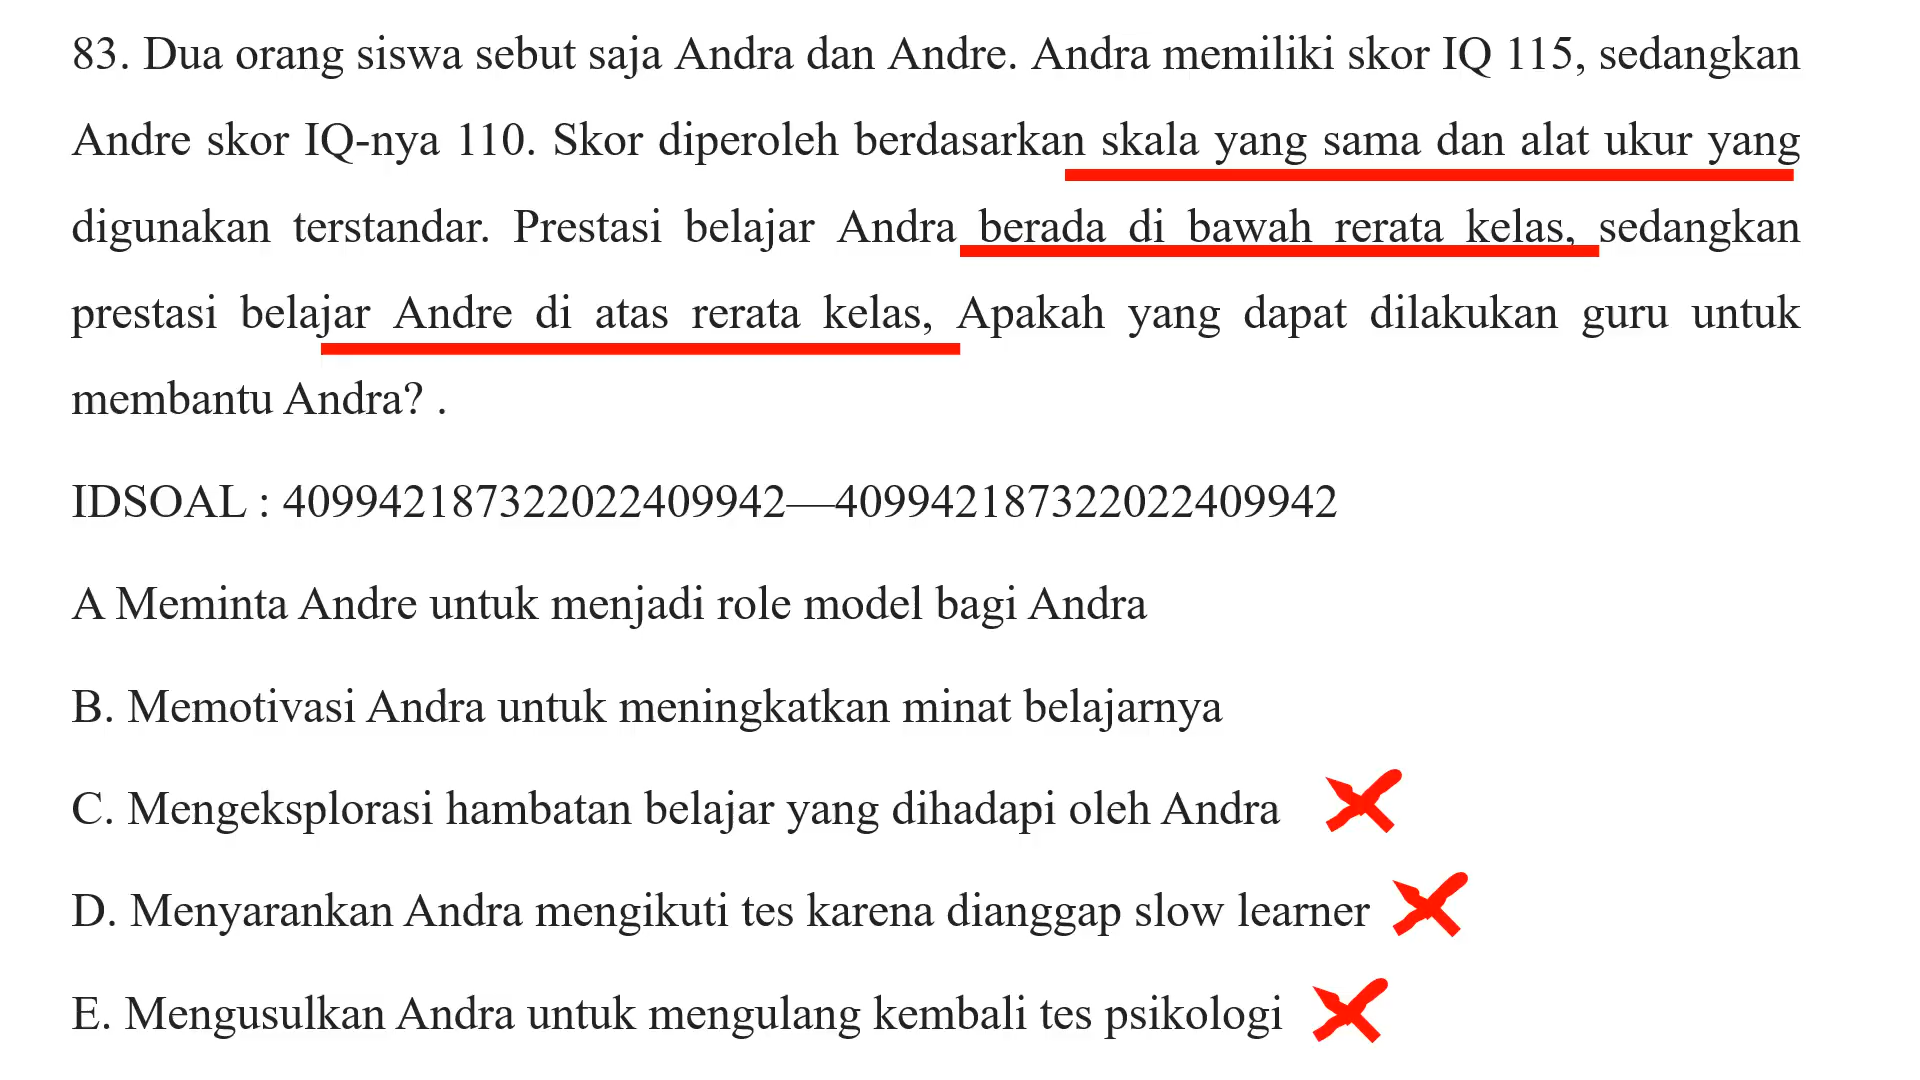 83. Dua orang siswa sebut saja Andra dan Andre. Andra memiliki skor IQ 115, sedangkan
Andre skor IQ-nya 110. Skor diperoleh berdasarkan skala yang sama dan alat ukur yang
digunakan terstandar. Prestasi belajar Andra berada di bawah rerata kelas, sedangkan
prestasi belajar Andre di atas rerata kelas, Apakah yang dapat dilakukan guru untuk
membantu Andra? .
IDSOAL : 409942187322022409942—409942187322022409942
A Meminta Andre untuk menjadi role model bagi Andra
B. Memotivasi Andra untuk meningkatkan minat belajarnya
C. Mengeksplorasi hambatan belajar yang dihadapi oleh Andra
D. Menyarankan Andra mengikuti tes karena dianggap slow learner
E. Mengusulkan Andra untuk mengulang kembali tes psikologi